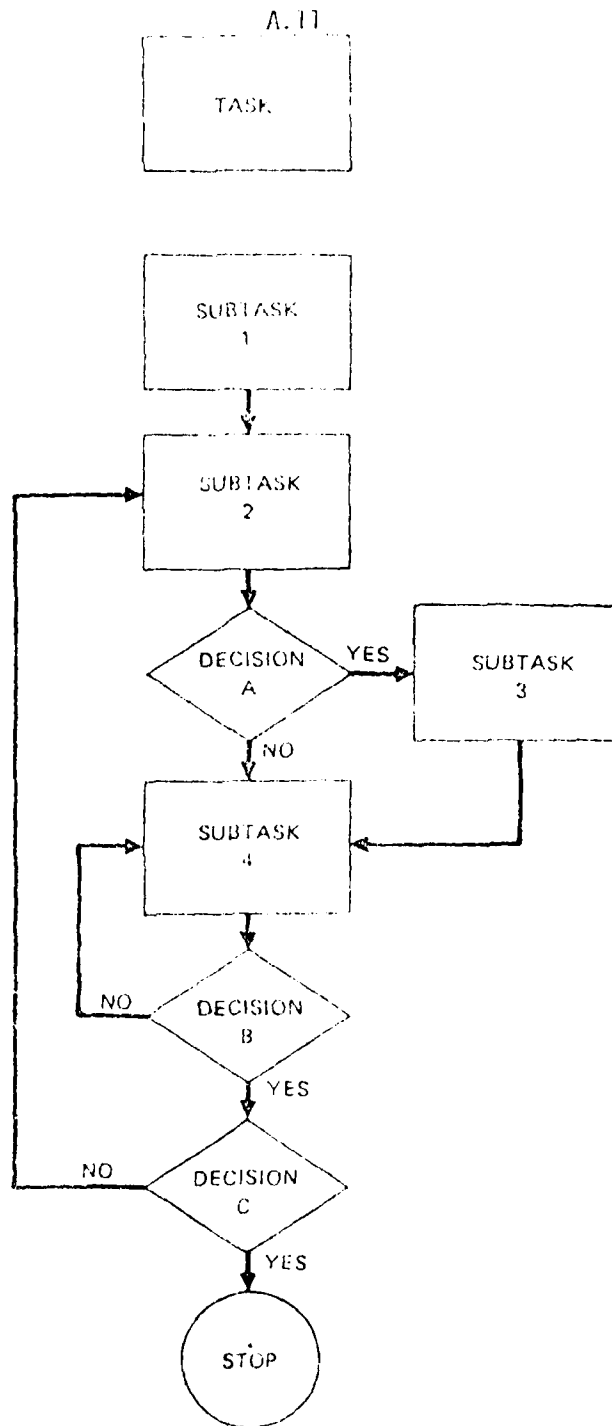 A.11
TASK
SUBTASK
1
SUBTASK
2
DECISION
A
YES
SUBTASK
3
NO
SUBTASK
4
NO
DECISION
B
YES
NO
DECISION
C
YES
STOP